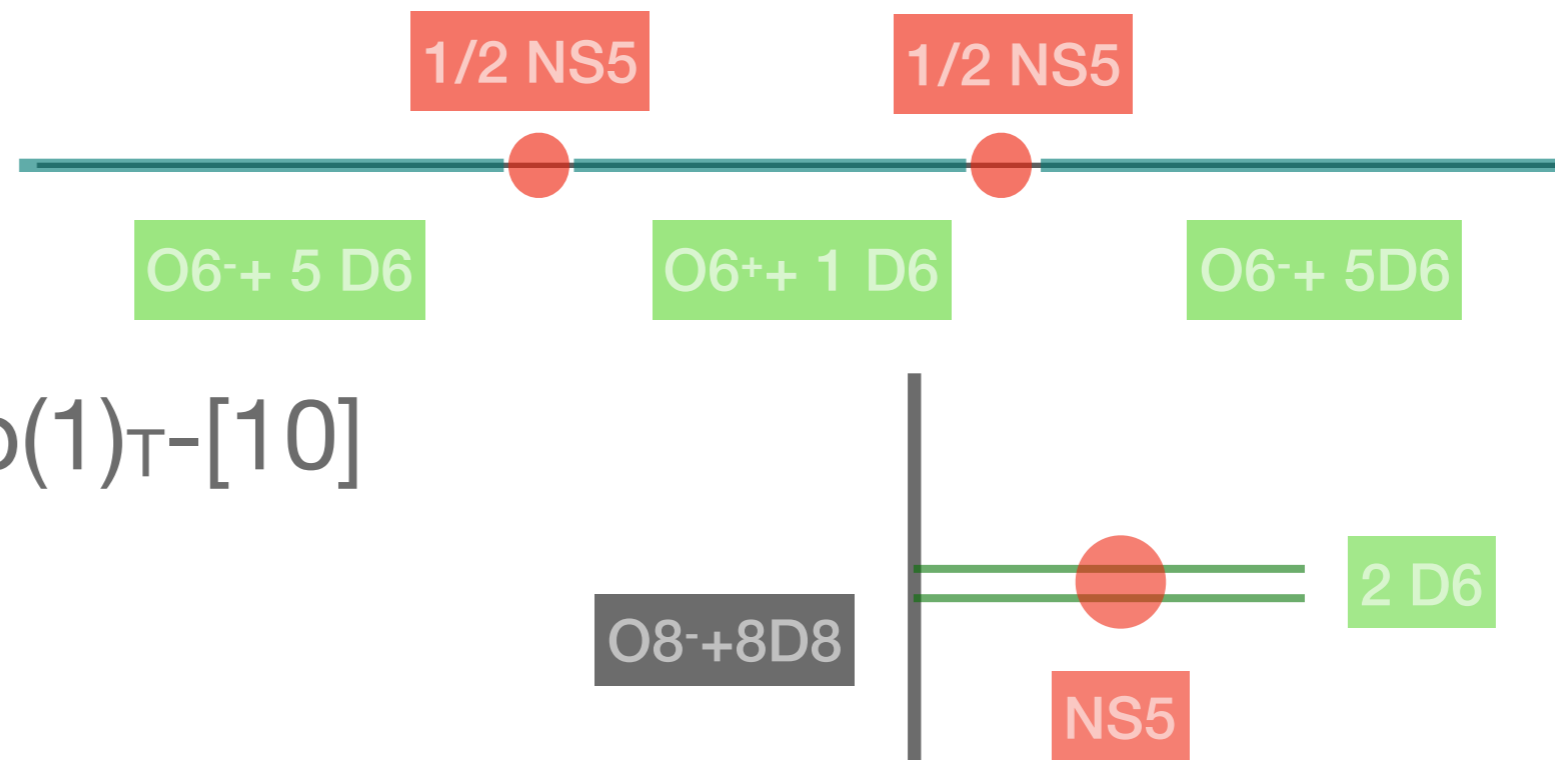 1/2 NS5
1/2 NS5
O6⁻+ 5 D6
O6⁺+ 1 D6
O6⁻+ 5D6
(1)T-[10]
2 D6
O8⁻+8D8
NS5